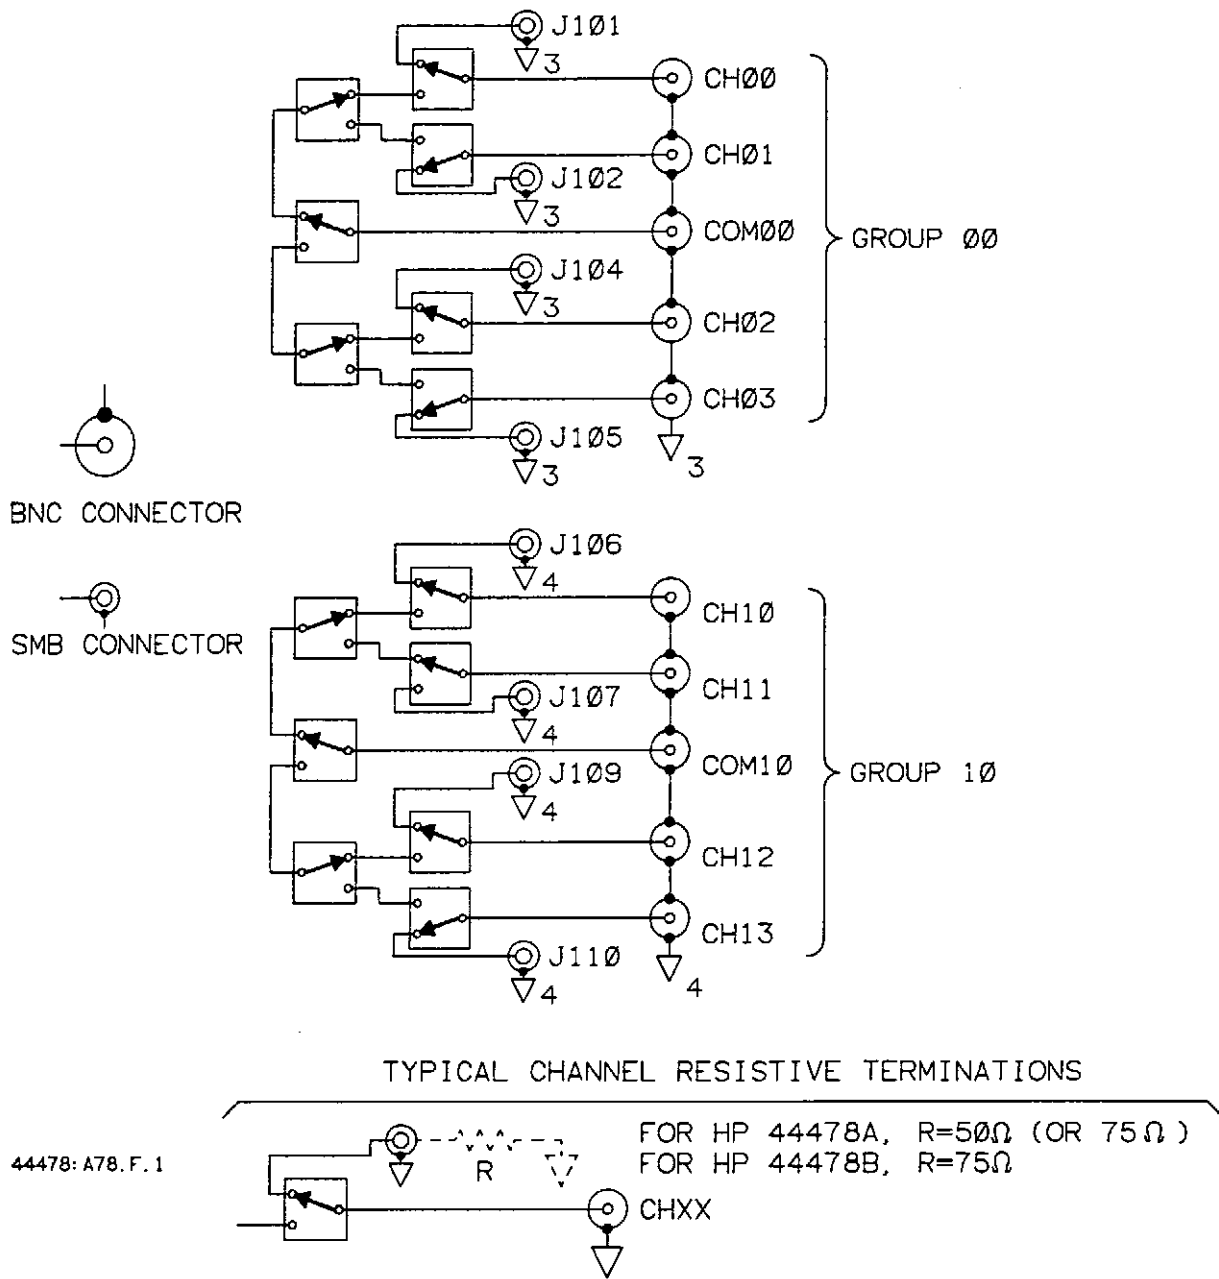 J1Ø1
3
CHØØ
CHØ1
J1Ø2
3
COMØØ
GROUP ØØ
J1Ø4
3
CHØ2
CHØ3
J1Ø5
3
3
BNC CONNECTOR
J1Ø6
4
CH1Ø
SMB CONNECTOR
CH11
J1Ø7
4
COM1Ø
GROUP 1Ø
J1Ø9
4
CH12
CH13
J11Ø
4
4
TYPICAL CHANNEL RESISTIVE TERMINATIONS
FOR HP 44478A, R=5ØΩ (OR 75Ω)
FOR HP 44478B, R=75Ω
R
44478:A78.F.1
CHXX